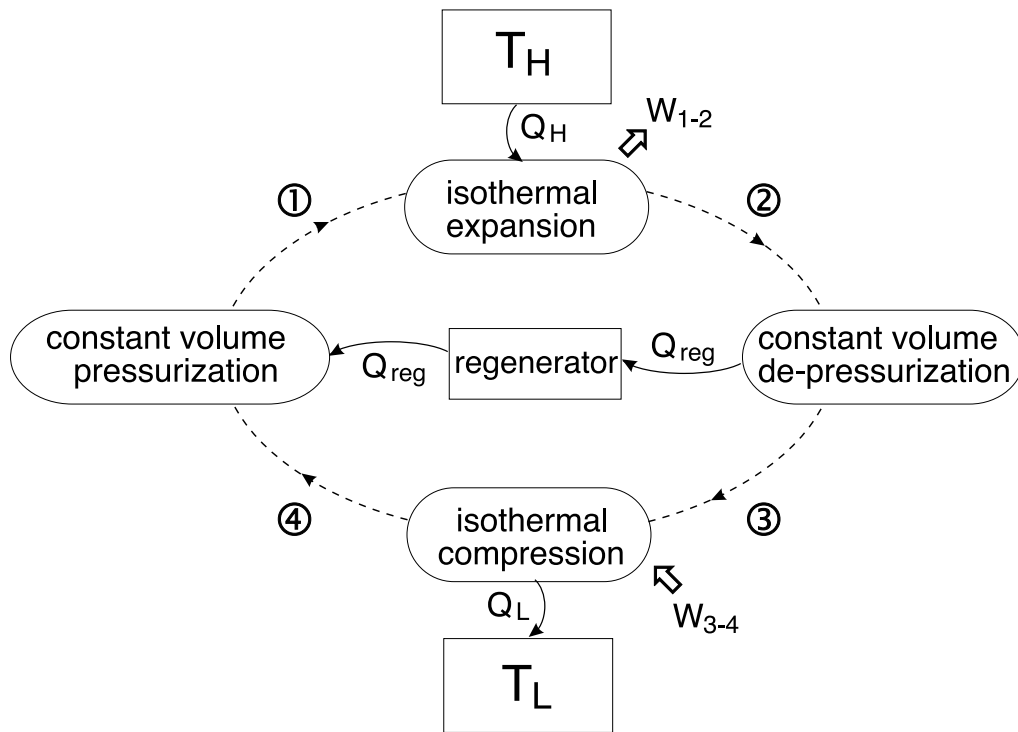 T_H
Q_H
W_1-2
①
isothermal
expansion
②
constant volume
pressurization
Q_reg
regenerator
Q_reg
constant volume
de-pressurization
④
isothermal
compression
③
Q_L
W_3-4
T_L